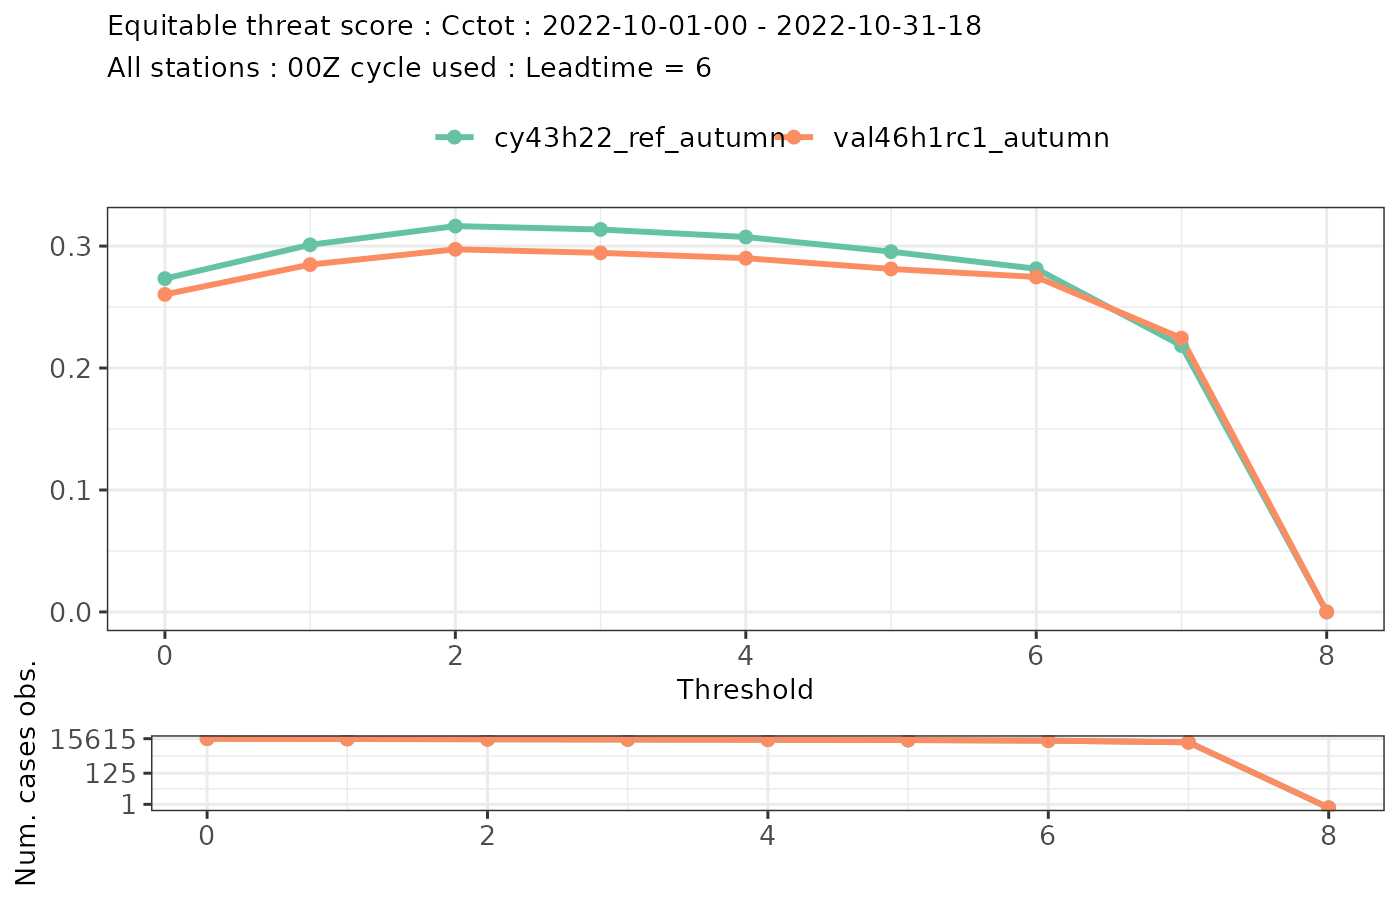 Equitable threat score : Cctot : 2022-10-01-00 - 2022-10-31-18
All stations : 00Z cycle used : Leadtime = 6
cy43h22_ref_autumn val46h1rc1_autumn
0.3
0.2
0.1
0.0
0 2 4 6 8
Threshold
Num. cases obs.
15615
125
1
0 2 4 6 8